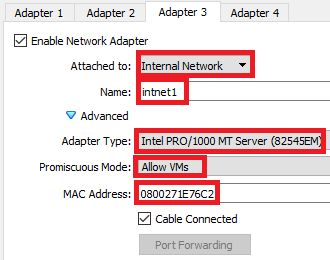 Adapter 1 Adapter 2 Adapter 3 Adapter 4
Enable Network Adapter
Attached to: Internal Network
Name: intnet1
Advanced
Adapter Type: Intel PRO/1000 MT Server (82545EM)
Promiscuous Mode: Allow VMs
MAC Address: 0800271E76C2
Cable Connected
Port Forwarding